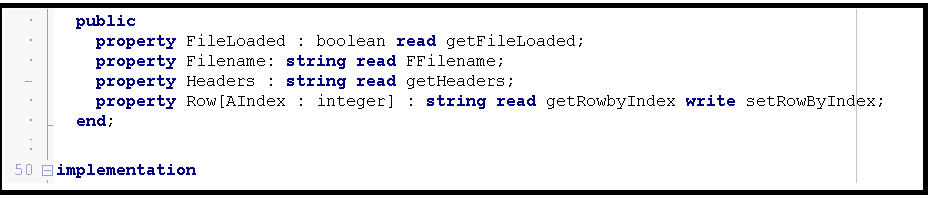 public
property FileLoaded : boolean read getFileLoaded;
property Filename: string read FFilename;
property Headers : string read getHeaders;
property Row[AIndex : integer] : string read getRowbyIndex write setRowByIndex;
end;
50 implementation